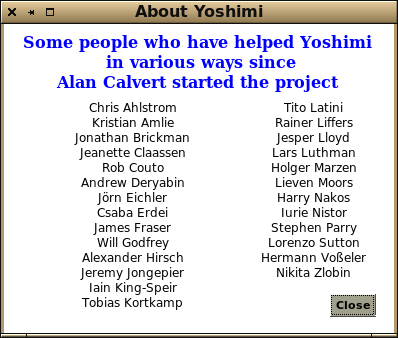 About Yoshimi
Some people who have helped Yoshimi
in various ways since
Alan Calvert started the project
Chris Ahlstrom
Kristian Amlie
Jonathan Brickman
Jeanette Claassen
Rob Couto
Andrew Deryabin
Jörn Eichler
Csaba Erdei
James Fraser
Will Godfrey
Alexander Hirsch
Jeremy Jongepier
Iain King-Speir
Tobias Kortkamp
Tito Latini
Rainer Liffers
Jesper Lloyd
Lars Luthman
Holger Marzen
Lieven Moors
Harry Nakos
Iurie Nistor
Stephen Parry
Lorenzo Sutton
Hermann Voßeler
Nikita Zlobin
Close